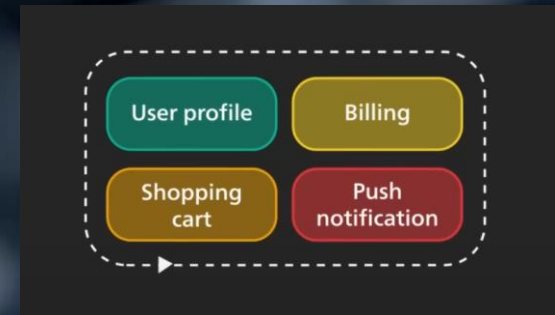 User profile
Billing
Shopping
cart
Push
notification